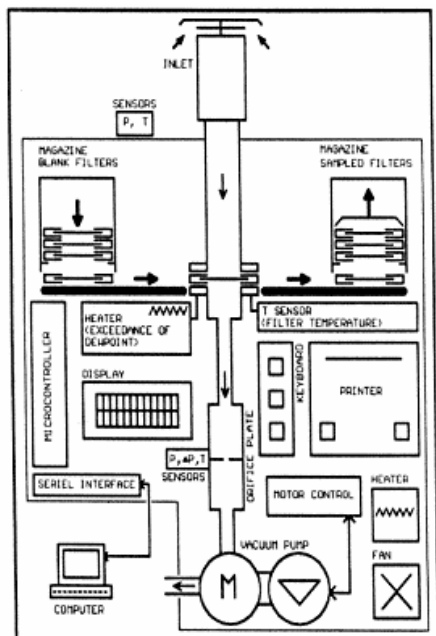 INLET
SENSORS
P, T
MAGAZINE
BLANK FILTERS
MAGAZINE
SAMPLED FILTERS
HEATER
(EXCEEDANCE OF
DEWPOINT)
T SENSOR
(FILTER TEMPERATURE)
MICROCONTROLLER
DISPLAY
KEYBOARD
PRINTER
ORIFICE PLATE
P,▲P,T
SENSORS
SERIEL INTERFACE
MOTOR CONTROL
HEATER
VACUUM PUMP
M
FAN
COMPUTER